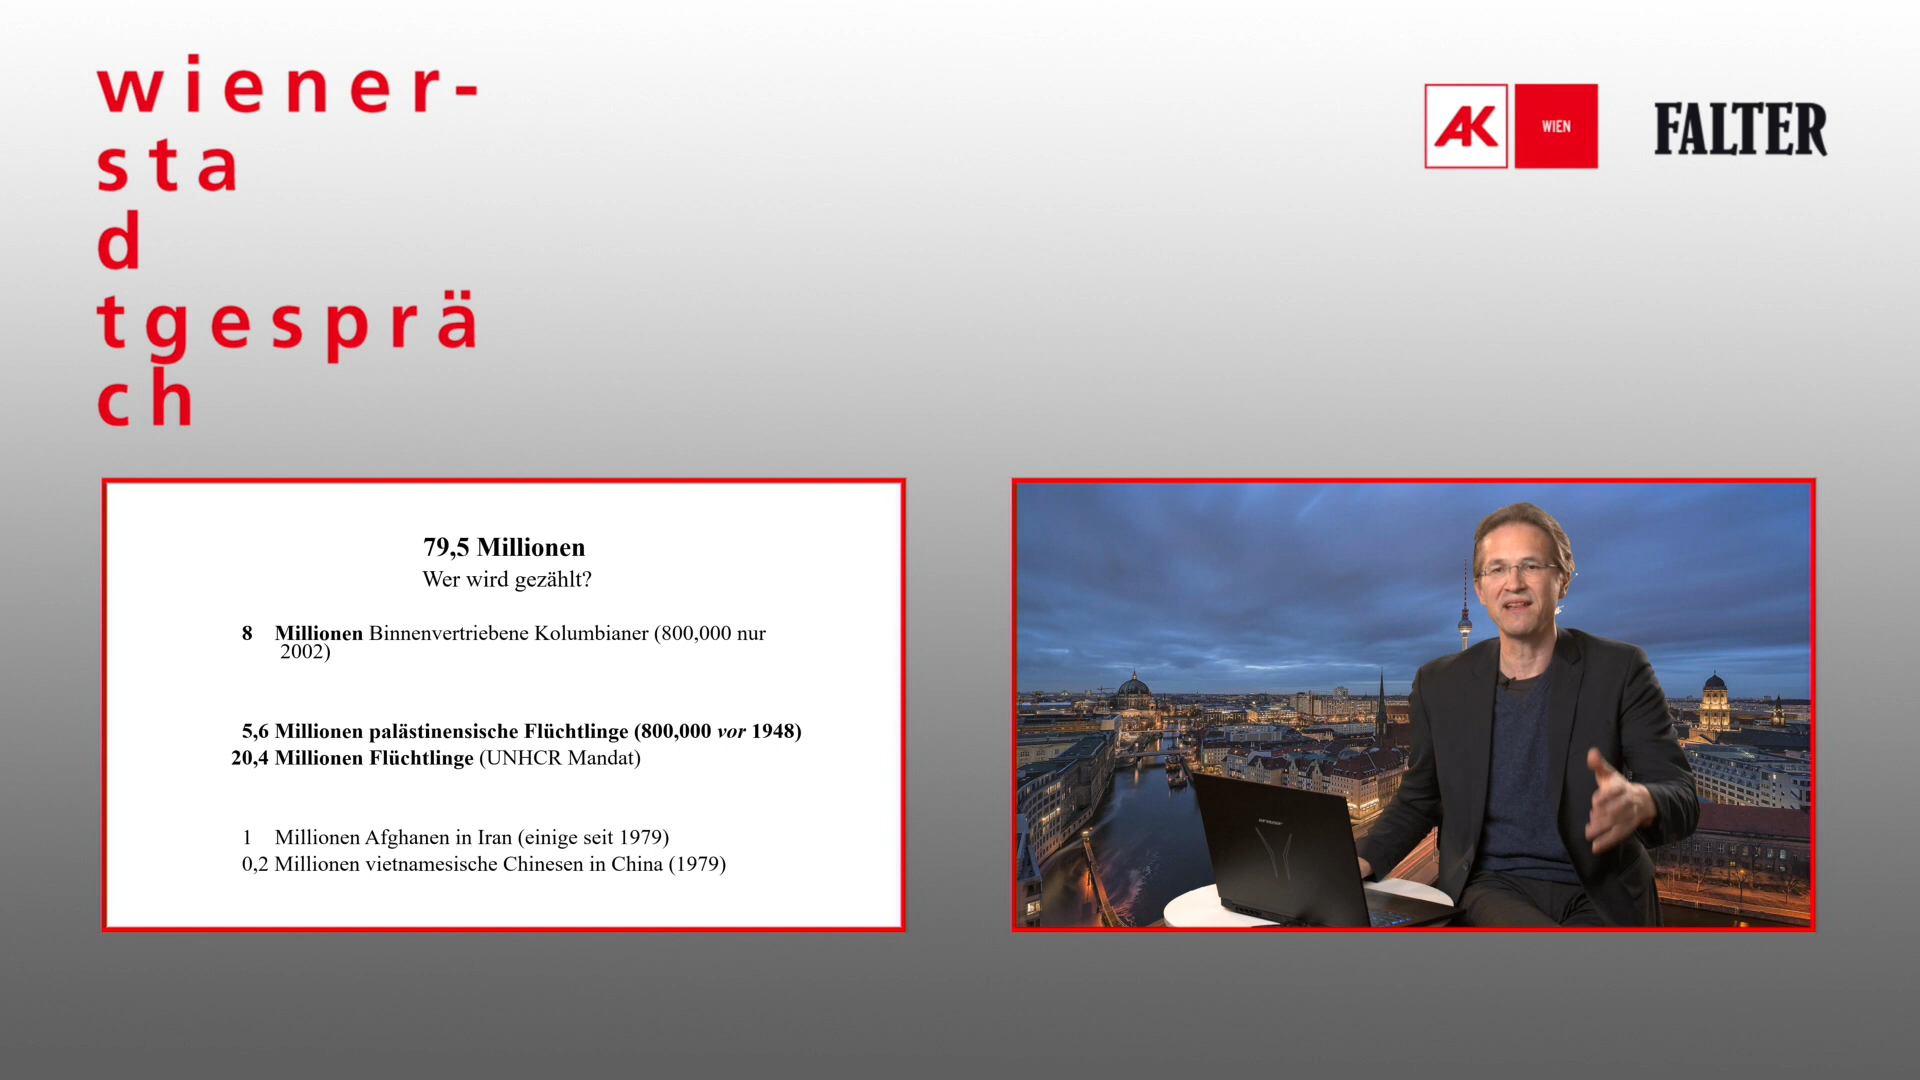 wiener-
sta
d
tgesprä
ch
AK WIEN FALTER
79,5 Millionen
Wer wird gezählt?
8 Millionen Binnenvertriebene Kolumbianer (800,000 nur
2002)
5,6 Millionen palästinensische Flüchtlinge (800,000 vor 1948)
20,4 Millionen Flüchtlinge (UNHCR Mandat)
1 Millionen Afghanen in Iran (einige seit 1979)
0,2 Millionen vietnamesische Chinesen in China (1979)